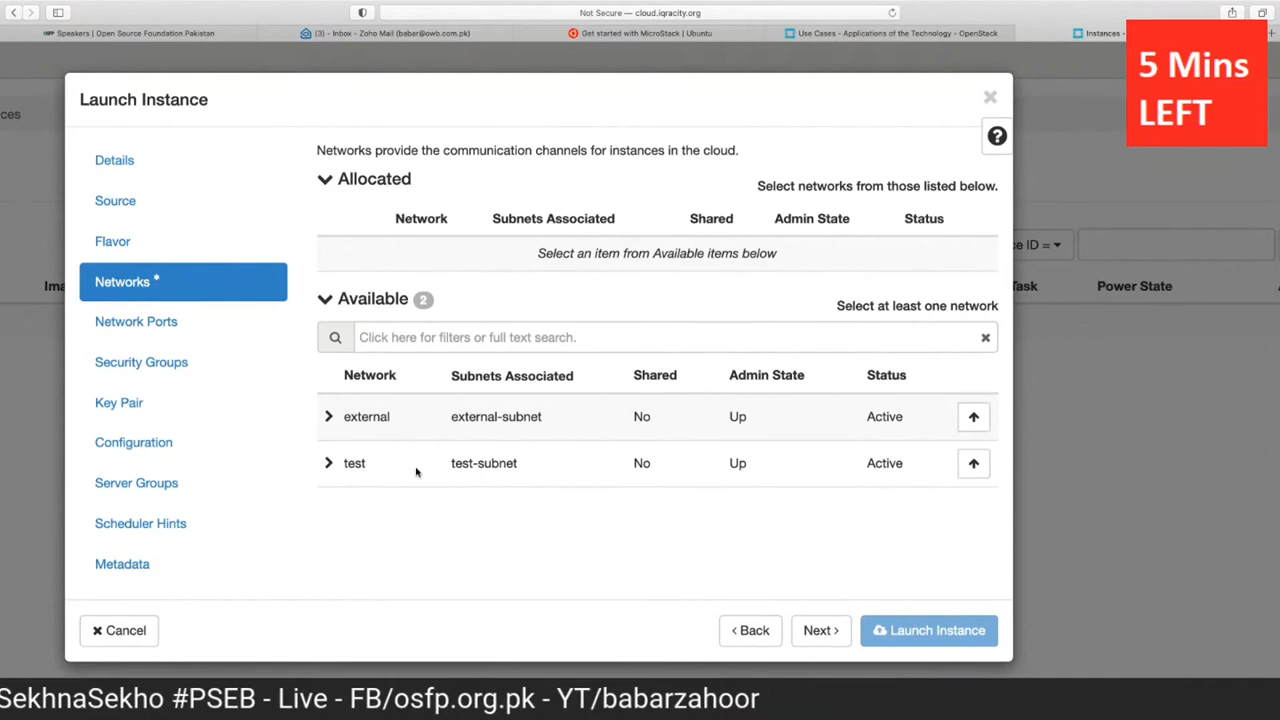 Not Secure — cloud.iqracity.org
Speakers | Open Source Foundation Pakistan
(3) - Inbox - Zoho Mail (babar@owb.com.pk)
Get started with MicroStack | Ubuntu
Use Cases - Applications of the Technology - OpenStack
Instances -
5 Mins
LEFT
Launch Instance
ces
Details
Source
Flavor
Networks *
Network Ports
Security Groups
Key Pair
Configuration
Server Groups
Scheduler Hints
Metadata
Networks provide the communication channels for instances in the cloud.
Allocated
Select networks from those listed below.
Network Subnets Associated Shared Admin State Status
Select an item from Available items below
Available 2
Select at least one network
Click here for filters or full text search.
Network Subnets Associated Shared Admin State Status
external external-subnet No Up Active
test test-subnet No Up Active
ce ID =
Ima
Task
Power State
Cancel
Back
Next
Launch Instance
SekhnaSekho #PSEB - Live - FB/osfp.org.pk - YT/babarzahoor